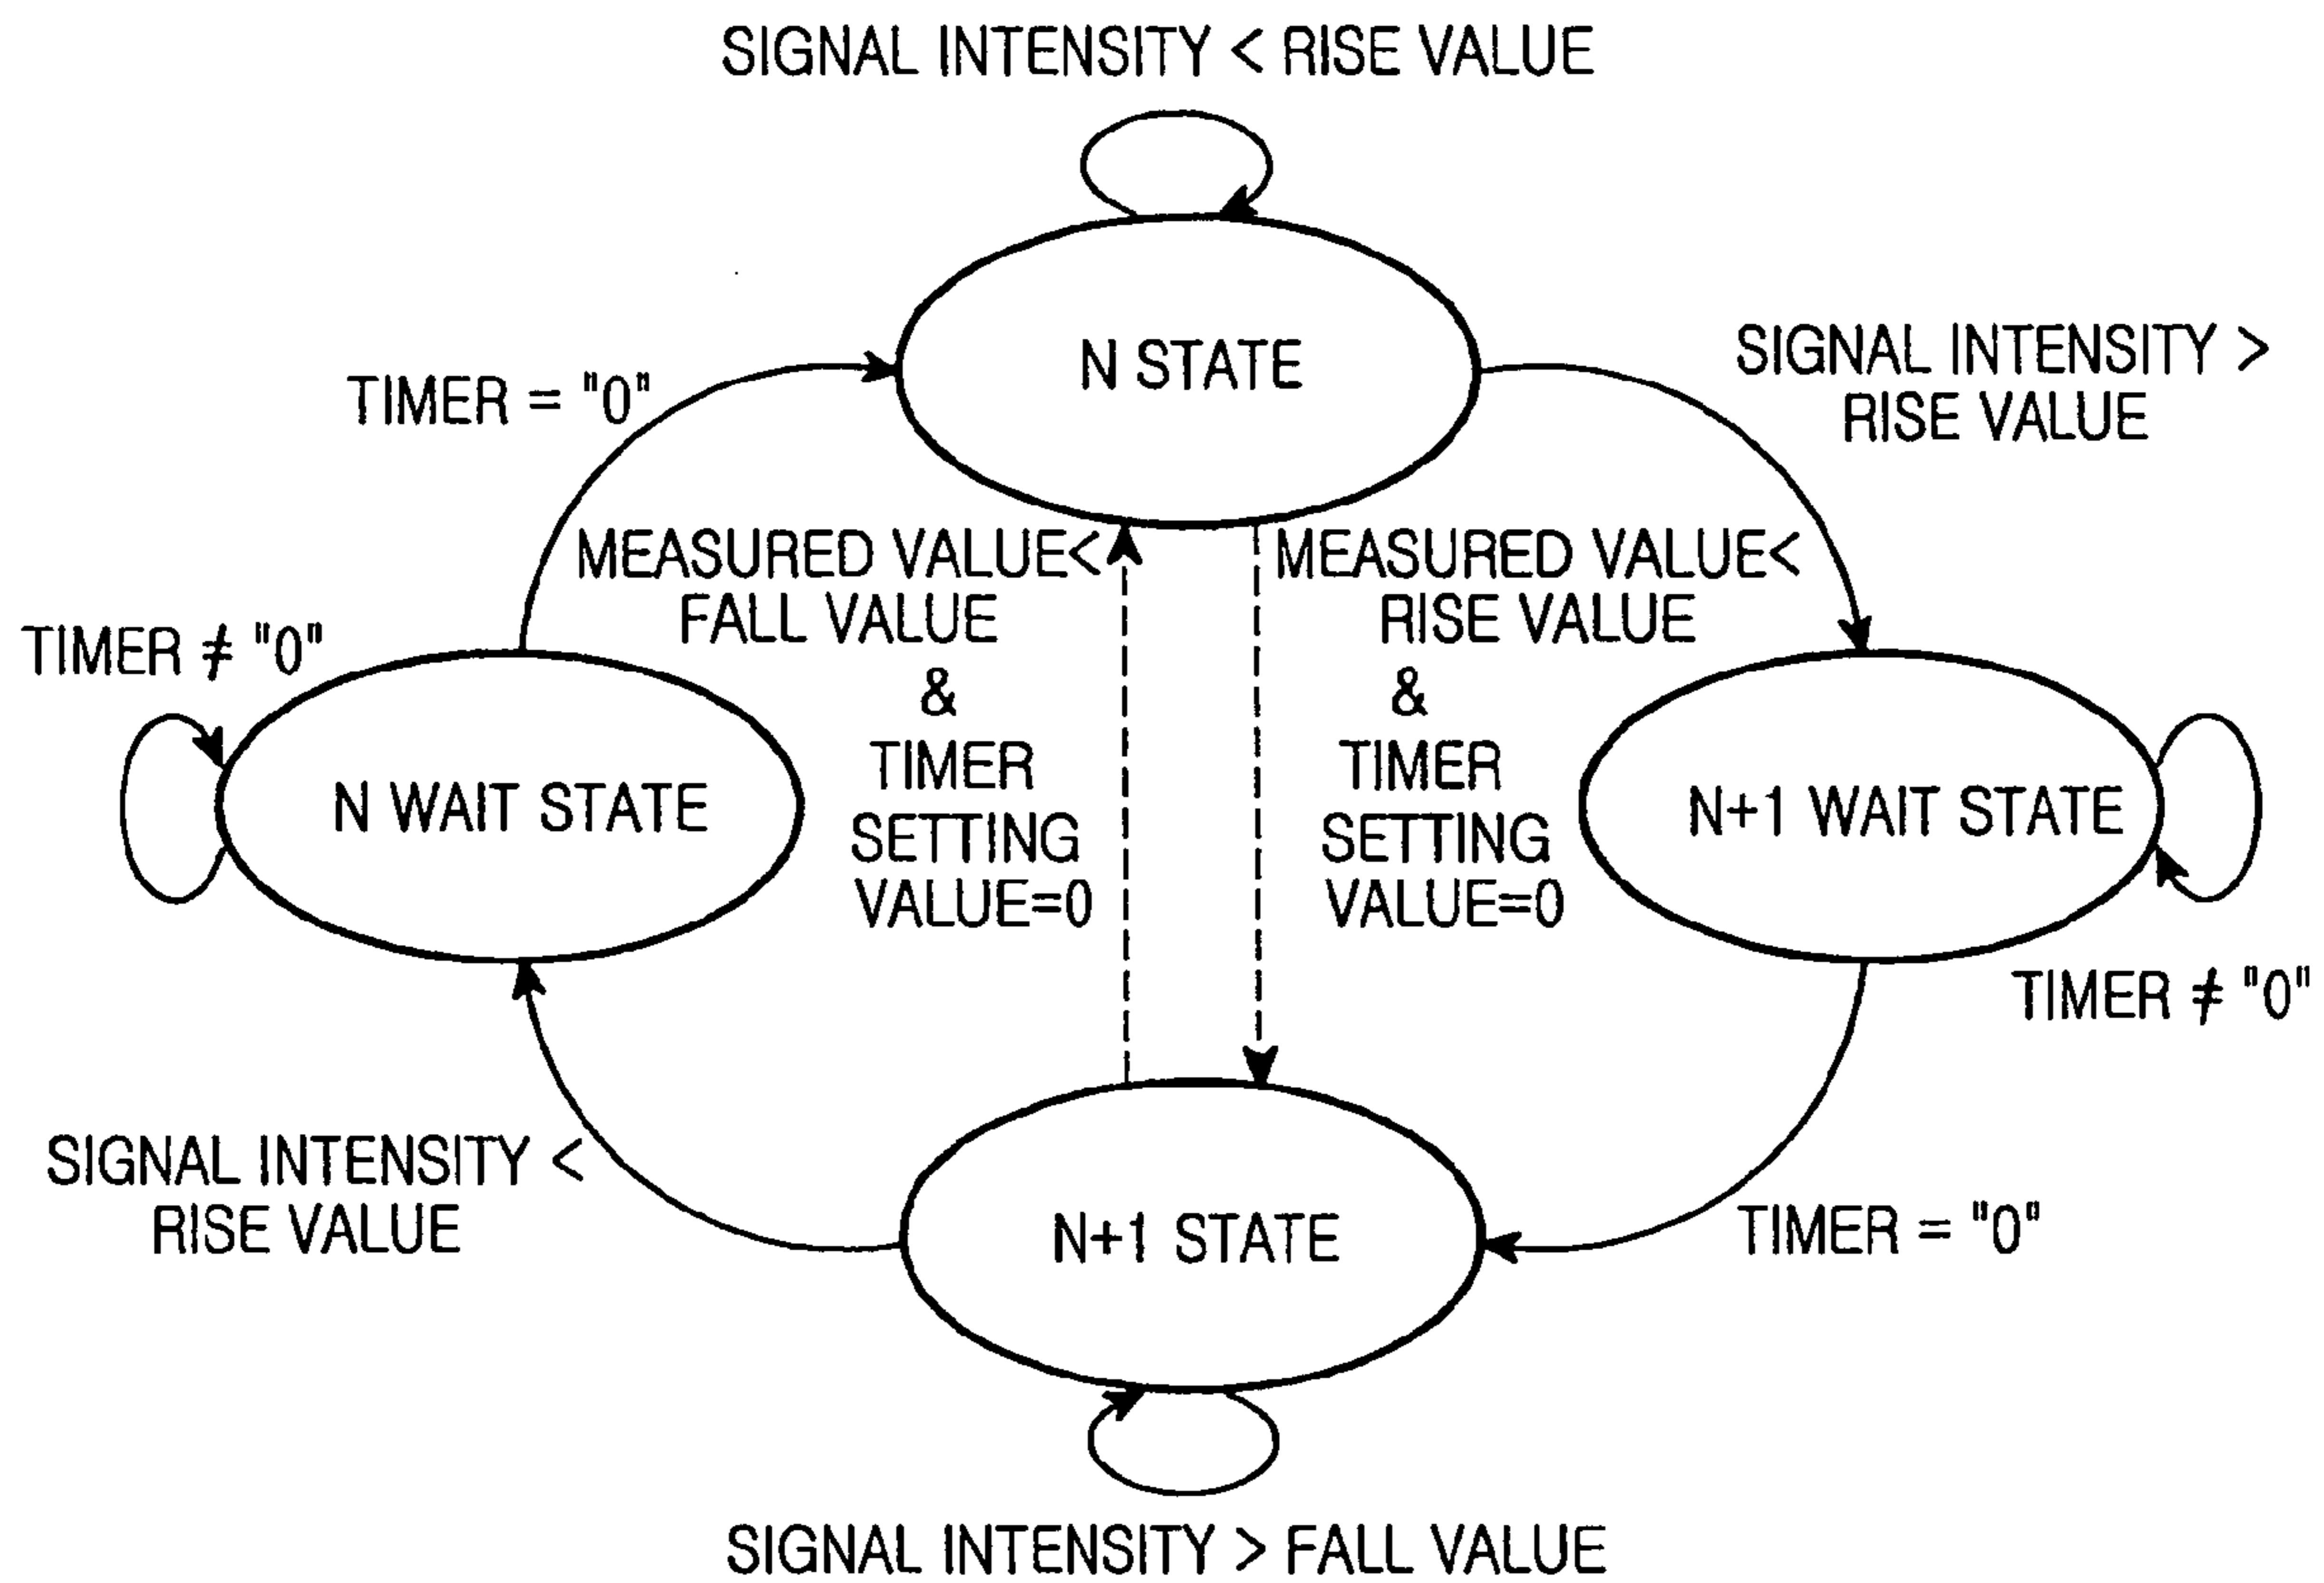 SIGNAL INTENSITY < RISE VALUE
N STATE
SIGNAL INTENSITY >
RISE VALUE
TIMER = "0"
MEASURED VALUE<
FALL VALUE
&
TIMER
SETTING
VALUE=0
MEASURED VALUE<
RISE VALUE
&
TIMER
SETTING
VALUE=0
TIMER ≠ "0"
N WAIT STATE
N+1 WAIT STATE
TIMER ≠ "0"
SIGNAL INTENSITY <
RISE VALUE
N+1 STATE
TIMER = "0"
SIGNAL INTENSITY > FALL VALUE